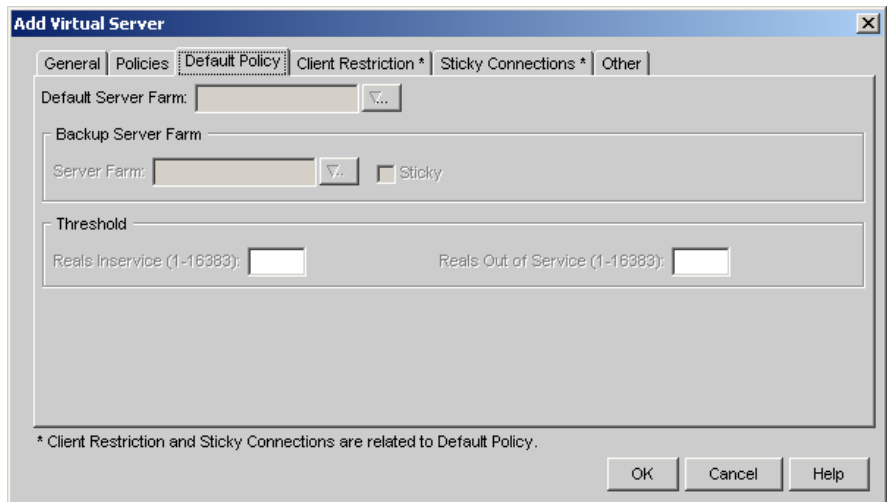 Add Virtual Server
General Policies Default Policy Client Restriction * Sticky Connections * Other
Default Server Farm: ...
Backup Server Farm
Server Farm: ... Sticky
Threshold
Reals Inservice (1-16383): Reals Out of Service (1-16383):
* Client Restriction and Sticky Connections are related to Default Policy.
OK Cancel Help